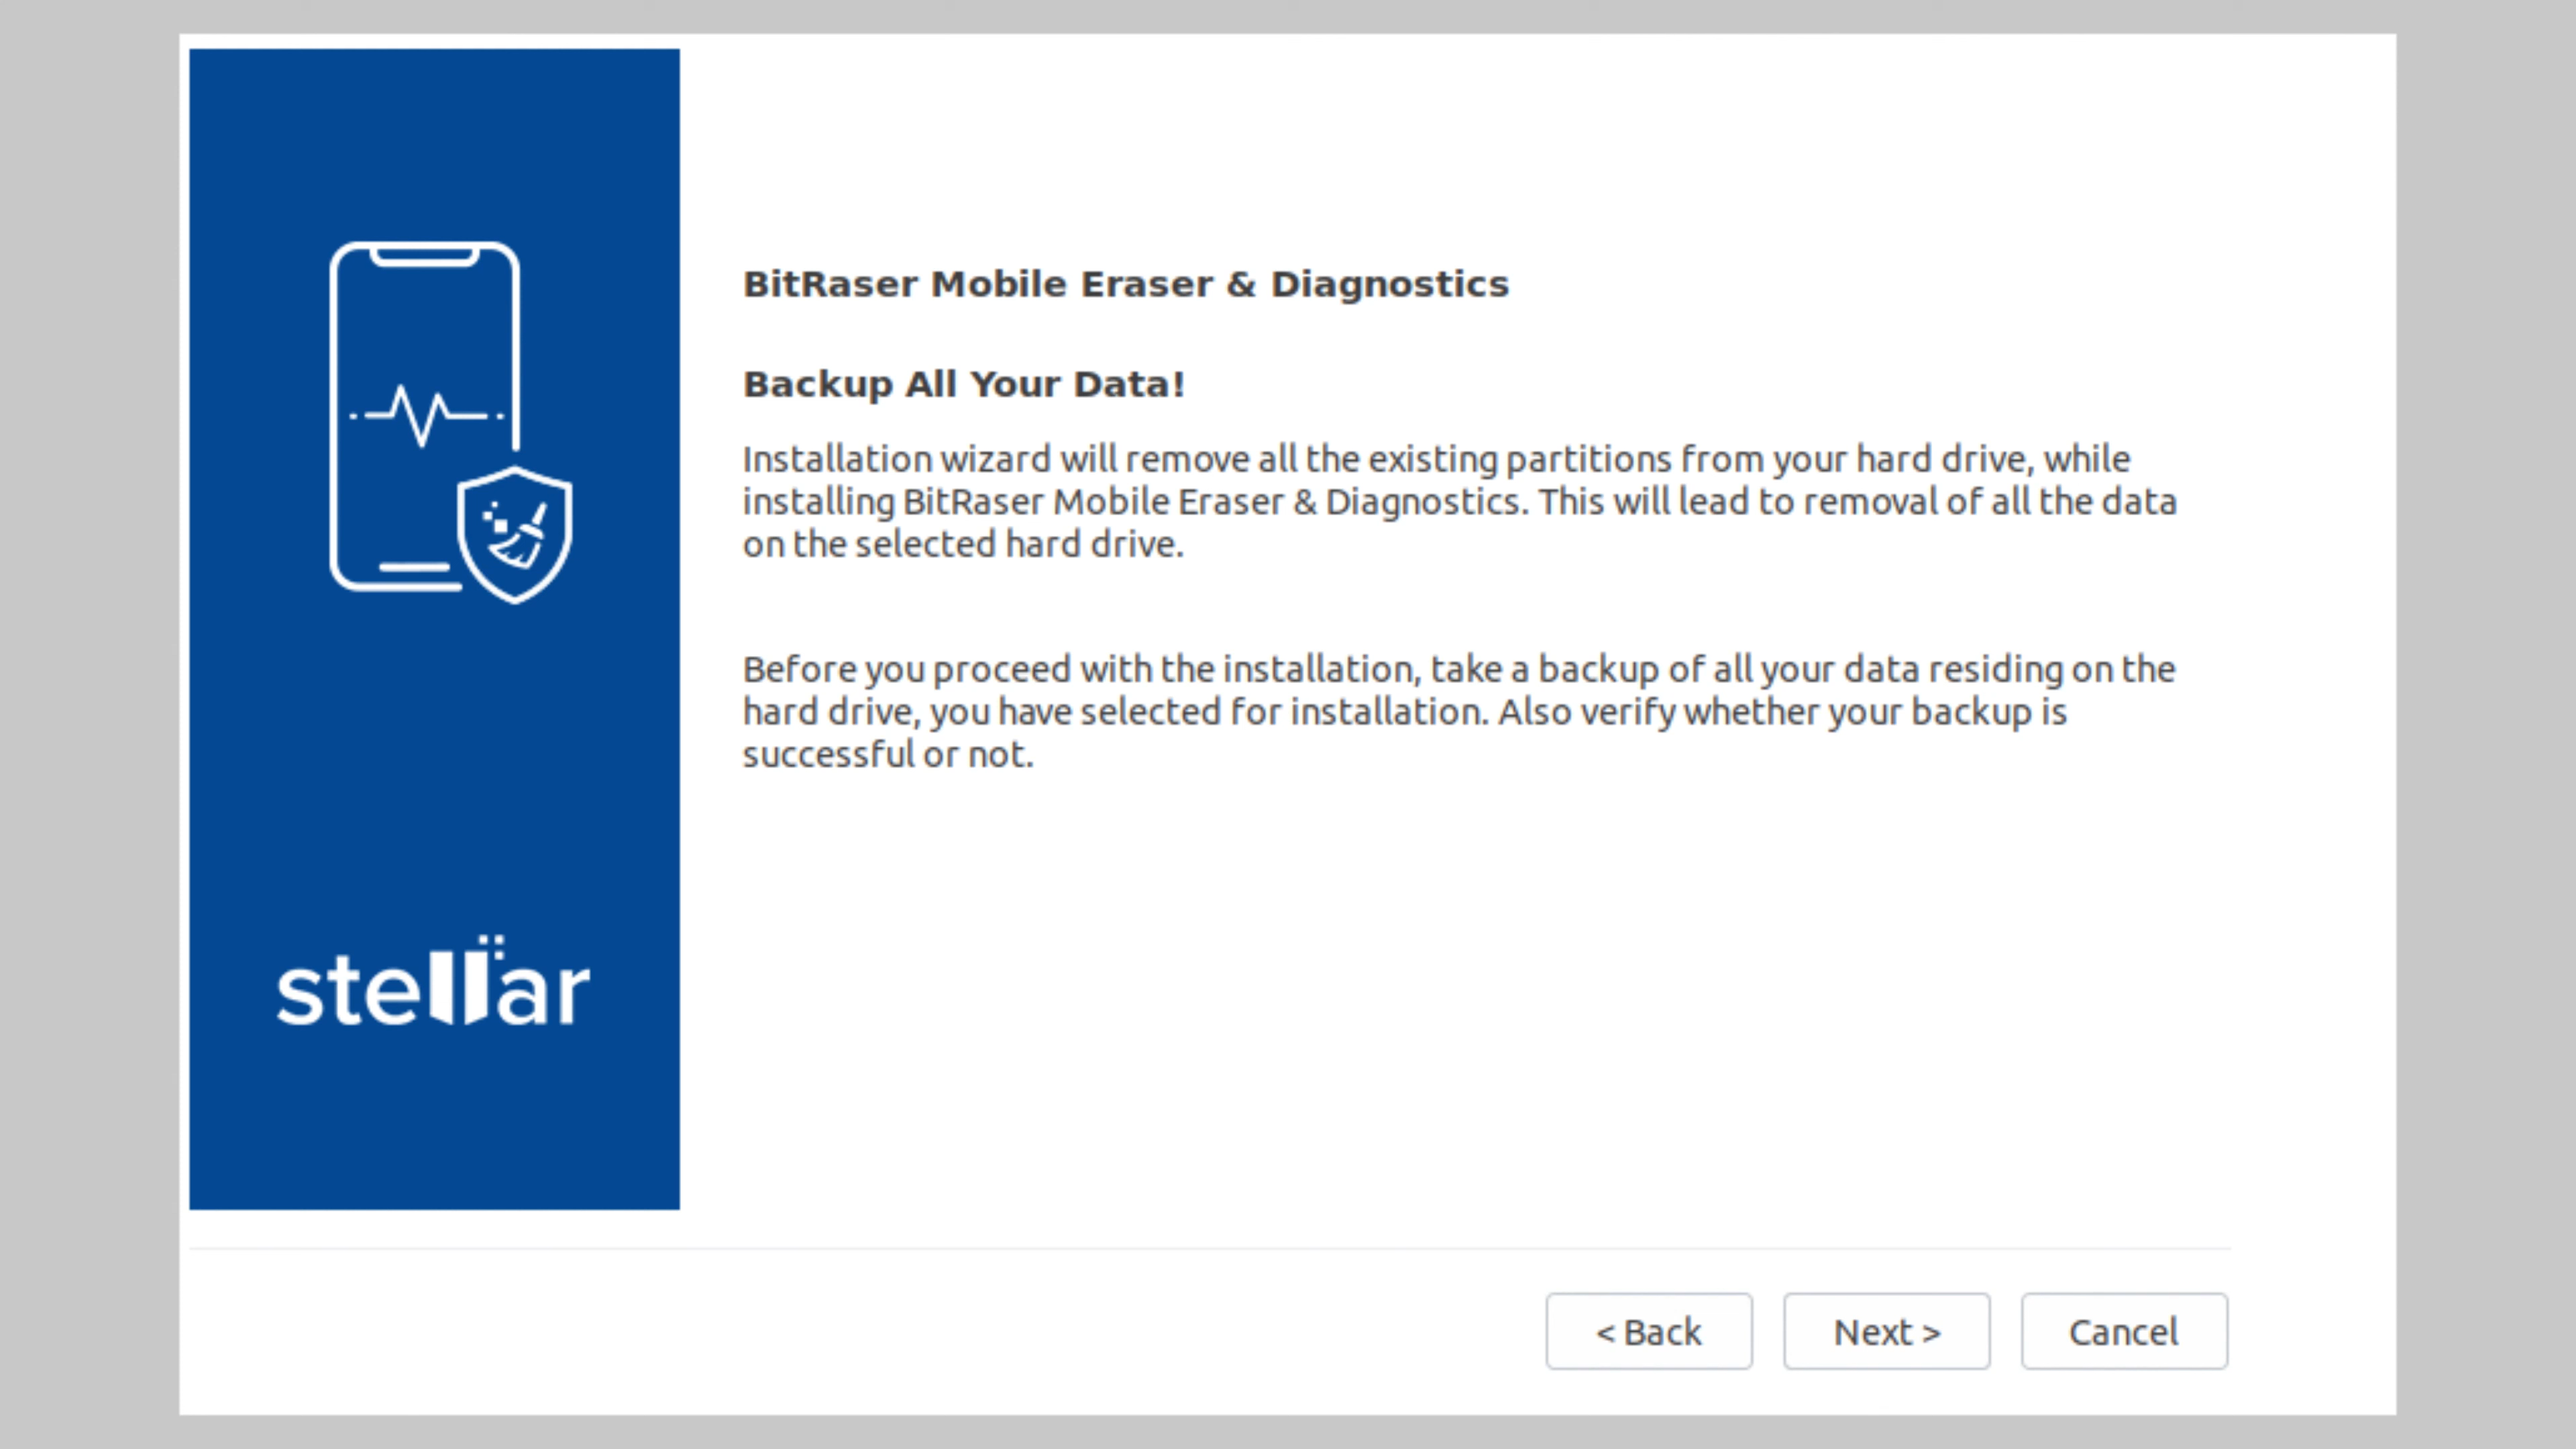 BitRaser Mobile Eraser & Diagnostics
Backup All Your Data!
Installation wizard will remove all the existing partitions from your hard drive, while
installing BitRaser Mobile Eraser & Diagnostics. This will lead to removal of all the data
on the selected hard drive.
Before you proceed with the installation, take a backup of all your data residing on the
hard drive, you have selected for installation. Also verify whether your backup is
successful or not.
stellar
< Back
Next >
Cancel